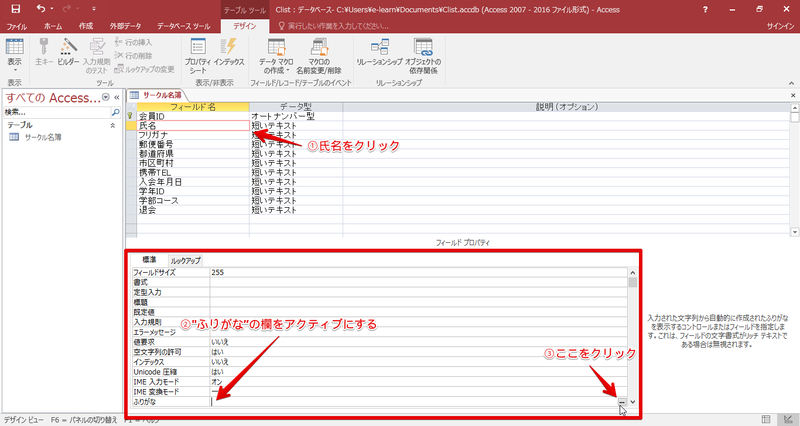 Clist : データベース- C:¥Users¥e-learn¥Documents¥Clist.accdb (Access 2007 - 2016 ファイル形式) - Access
テーブル ツール
サインイン
ファイル
ホーム
作成
外部データ
データベース ツール
デザイン
実行したい作業を入力してください...
表示
主キー
ビルダー
入力規則
のテスト
行の挿入
行の削除
ルックアップの変更
プロパティ
シート
インデックス
データ マクロ
の作成
マクロの
名前変更/削除
リレーションシップ
オブジェクトの
依存関係
表示
ツール
表示/非表示
フィールド/レコード/テーブルのイベント
リレーションシップ
すべての Access...
検索...
テーブル
サークル名簿
サークル名簿
フィールド名
データ型
説明 (オプション)
会員ID
オートナンバー型
氏名
短いテキスト
フリガナ
短いテキスト
郵便番号
短いテキスト
都道府県
短いテキスト
市区町村
短いテキスト
携帯TEL
短いテキスト
入会年月日
短いテキスト
学年ID
短いテキスト
学部コース
短いテキスト
退会
短いテキスト
①氏名をクリック
フィールド プロパティ
標準
ルックアップ
フィールドサイズ
255
書式
定型入力
標題
既定値
入力規則
エラーメッセージ
値要求
いいえ
空文字列の許可
はい
インデックス
いいえ
Unicode 圧縮
はい
IME 入力モード
オン
IME 変換モード
ふりがな
②"ふりがな"の欄をアクティブにする
③ここをクリック
入力された文字列から自動的に作成されたふりがな
を表示するコントロールまたはフィールドを指定しま
す。これは、フィールドの文字書式がリッチ テキスト
である場合は無視されます。
デザイン ビュー
F6 = パネルの切り替え
F1 = ヘルプ